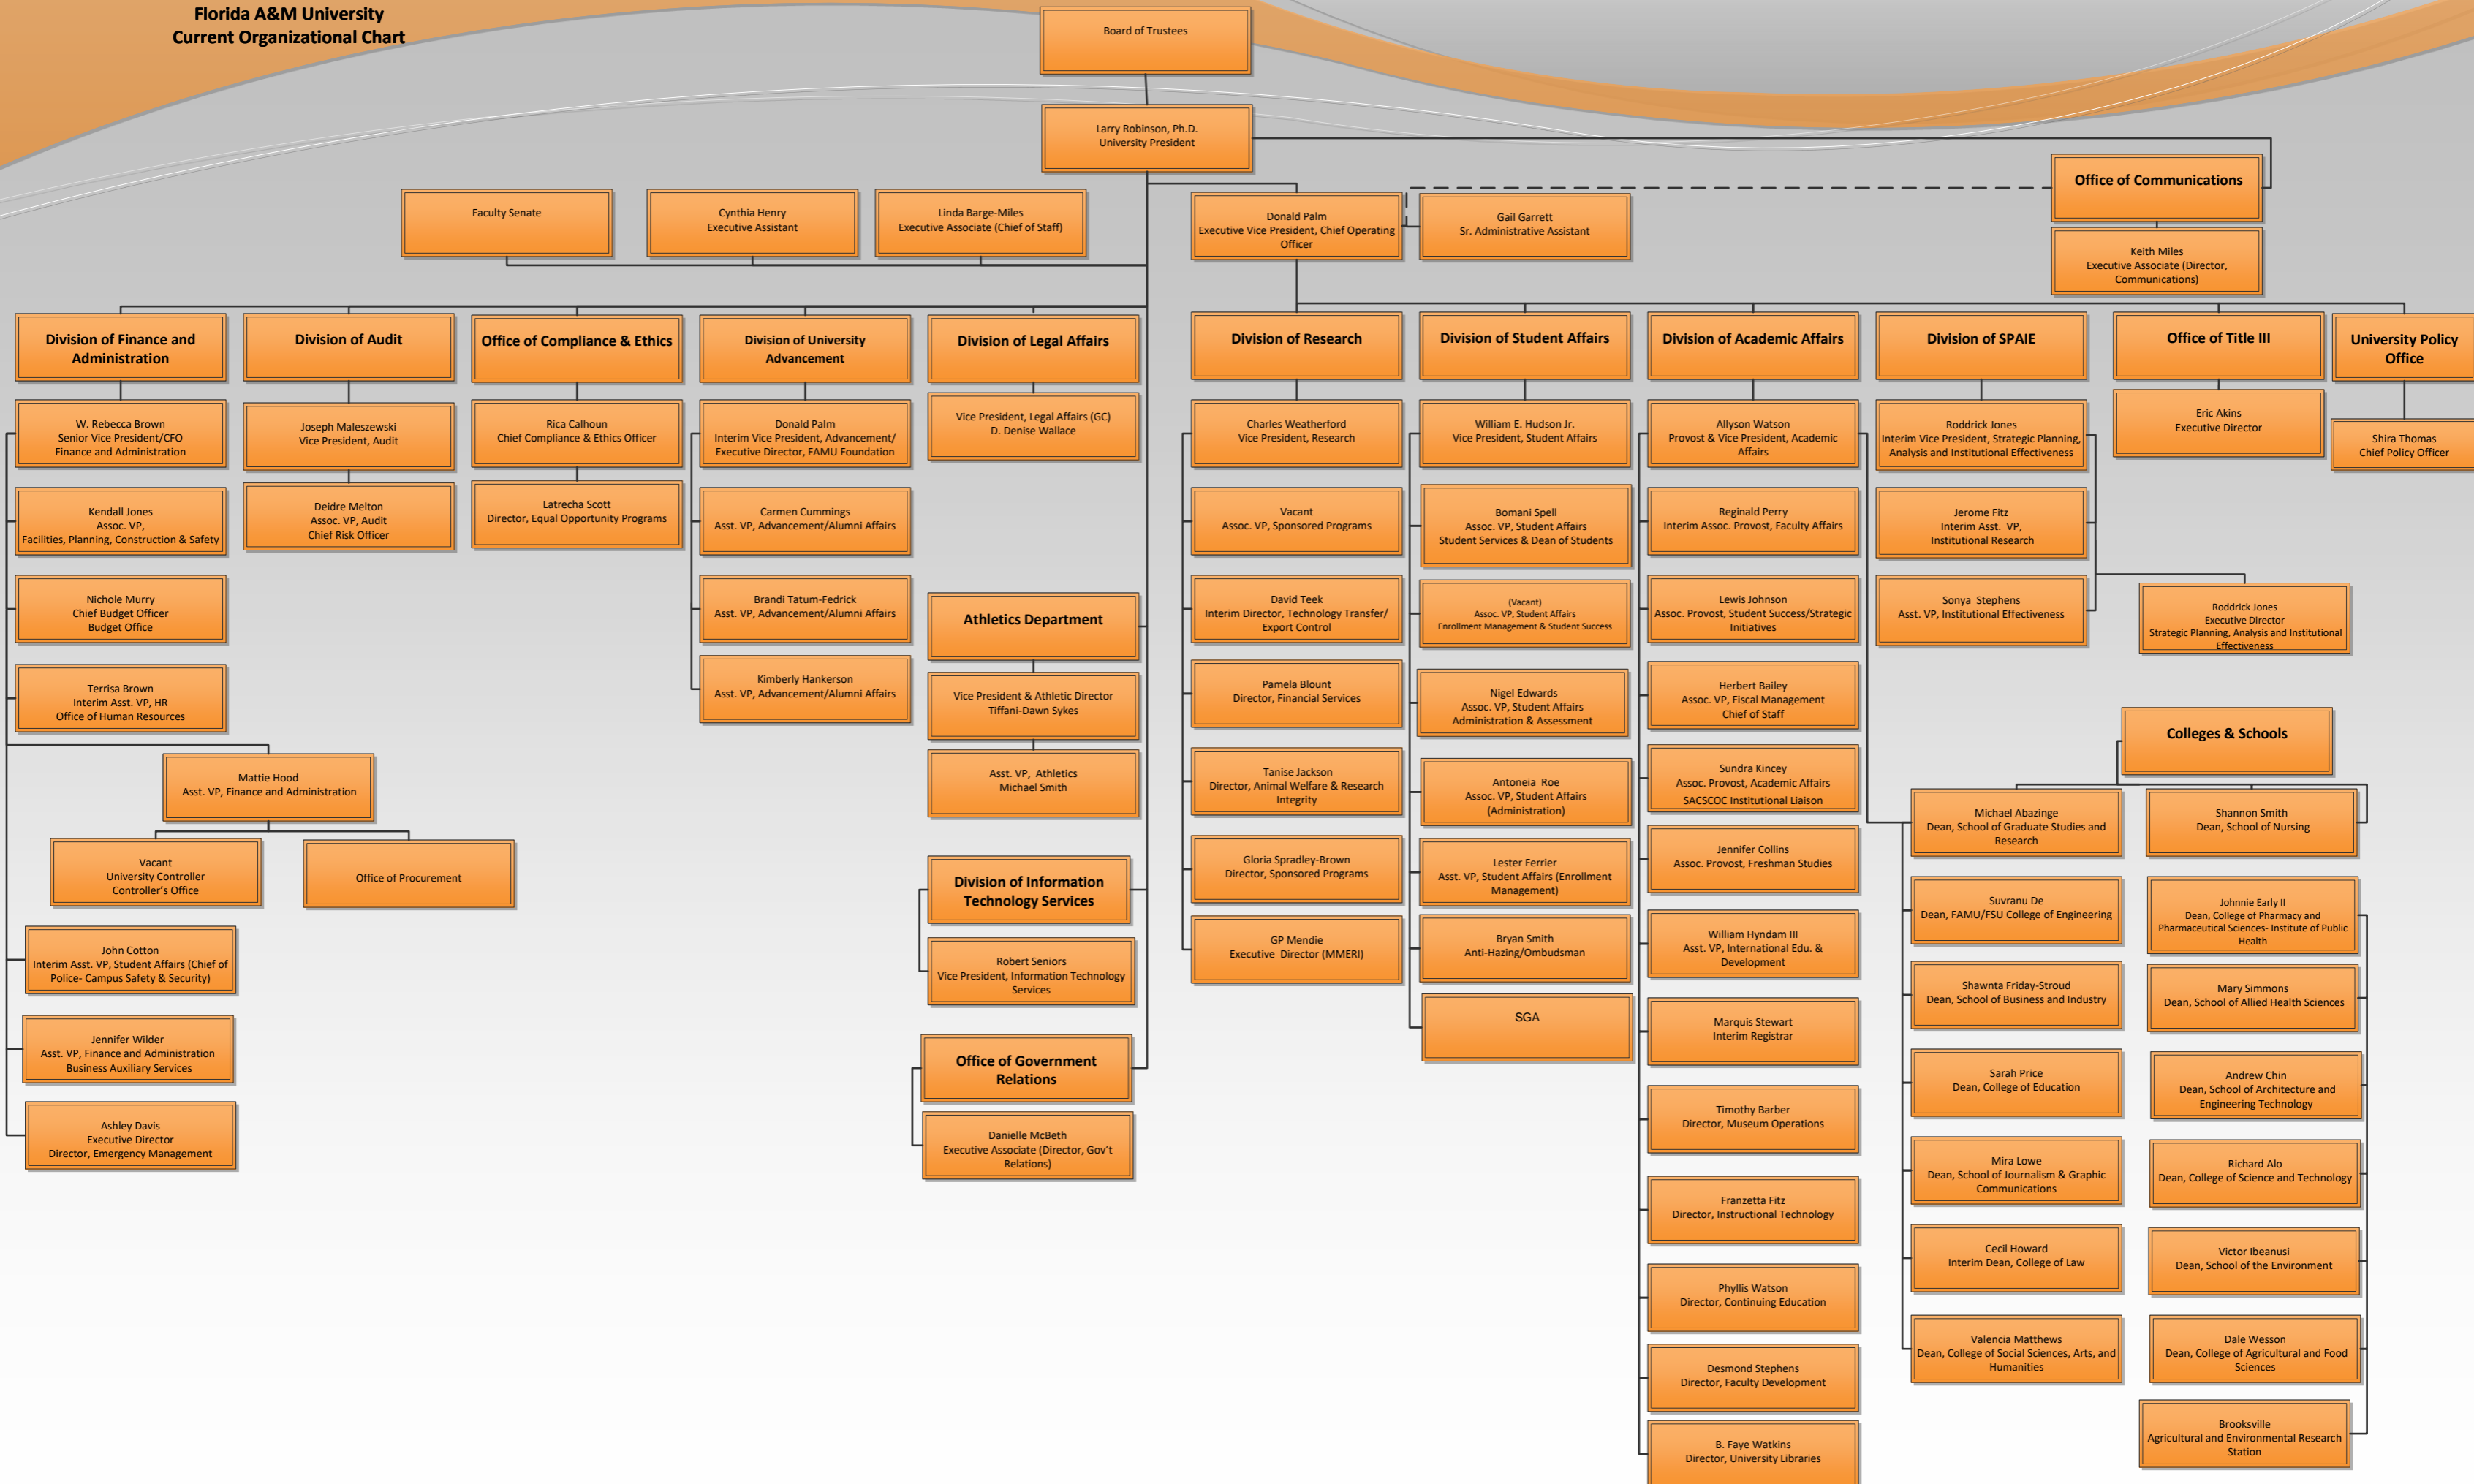 Florida A&M University
Current Organizational Chart
Board of Trustees
Larry Robinson, Ph.D.
University President
Office of Communications
Keith Miles
Executive Associate (Director,
Communications)
Faculty Senate
Cynthia Henry
Executive Assistant
Linda Barge-Miles
Executive Associate (Chief of Staff)
Donald Palm
Executive Vice President, Chief Operating
Officer
Gail Garrett
Sr. Administrative Assistant
Division of Finance and
Administration
W. Rebecca Brown
Senior Vice President/CFO
Finance and Administration
Kendall Jones
Assoc. VP,
Facilities, Planning, Construction & Safety
Nichole Murry
Chief Budget Officer
Budget Office
Terrisa Brown
Interim Asst. VP, HR
Office of Human Resources
Mattie Hood
Asst. VP, Finance and Administration
Vacant
University Controller
Controller's Office
Office of Procurement
John Cotton
Interim Asst. VP, Student Affairs (Chief of
Police- Campus Safety & Security)
Jennifer Wilder
Asst. VP, Finance and Administration
Business Auxiliary Services
Ashley Davis
Executive Director
Director, Emergency Management
Division of Audit
Joseph Maleszewski
Vice President, Audit
Deidre Melton
Assoc. VP, Audit
Chief Risk Officer
Office of Compliance & Ethics
Rica Calhoun
Chief Compliance & Ethics Officer
Latrecha Scott
Director, Equal Opportunity Programs
Division of University
Advancement
Donald Palm
Interim Vice President, Advancement/
Executive Director, FAMU Foundation
Carmen Cummings
Asst. VP, Advancement/Alumni Affairs
Brandi Tatum-Fedrick
Asst. VP, Advancement/Alumni Affairs
Kimberly Hankerson
Asst. VP, Advancement/Alumni Affairs
Division of Legal Affairs
Vice President, Legal Affairs (GC)
D. Denise Wallace
Athletics Department
Vice President & Athletic Director
Tiffani-Dawn Sykes
Asst. VP, Athletics
Michael Smith
Division of Information
Technology Services
Robert Seniors
Vice President, Information Technology
Services
Office of Government
Relations
Danielle McBeth
Executive Associate (Director, Gov't
Relations)
Division of Research
Charles Weatherford
Vice President, Research
Vacant
Assoc. VP, Sponsored Programs
David Teek
Interim Director, Technology Transfer/
Export Control
Pamela Blount
Director, Financial Services
Tanise Jackson
Director, Animal Welfare & Research
Integrity
Gloria Spradley-Brown
Director, Sponsored Programs
GP Mendie
Executive Director (MMERI)
Division of Student Affairs
William E. Hudson Jr.
Vice President, Student Affairs
Bomani Spell
Assoc. VP, Student Affairs
Student Services & Dean of Students
(Vacant)
Assoc. VP, Student Affairs
Enrollment Management & Student Success
Nigel Edwards
Assoc. VP, Student Affairs
Administration & Assessment
Antoneia Roe
Assoc. VP, Student Affairs
(Administration)
Lester Ferrier
Asst. VP, Student Affairs (Enrollment
Management)
Bryan Smith
Anti-Hazing/Ombudsman
SGA
Division of Academic Affairs
Allyson Watson
Provost & Vice President, Academic
Affairs
Reginald Perry
Interim Assoc. Provost, Faculty Affairs
Lewis Johnson
Assoc. Provost, Student Success/Strategic
Initiatives
Herbert Bailey
Assoc. VP, Fiscal Management
Chief of Staff
Sundra Kincey
Assoc. Provost, Academic Affairs
SACSCOC Institutional Liaison
Jennifer Collins
Assoc. Provost, Freshman Studies
William Hyndam III
Asst. VP, International Edu. &
Development
Marquis Stewart
Interim Registrar
Timothy Barber
Director, Museum Operations
Franzetta Fitz
Director, Instructional Technology
Phyllis Watson
Director, Continuing Education
Desmond Stephens
Director, Faculty Development
B. Faye Watkins
Director, University Libraries
Division of SPAIE
Roddrick Jones
Interim Vice President, Strategic Planning,
Analysis and Institutional Effectiveness
Jerome Fitz
Interim Asst. VP,
Institutional Research
Sonya Stephens
Asst. VP, Institutional Effectiveness
Roddrick Jones
Executive Director
Strategic Planning, Analysis and Institutional
Effectiveness
Office of Title III
Eric Akins
Executive Director
University Policy
Office
Shira Thomas
Chief Policy Officer
Colleges & Schools
Michael Abazinge
Dean, School of Graduate Studies and
Research
Suvranu De
Dean, FAMU/FSU College of Engineering
Shawnta Friday-Stroud
Dean, School of Business and Industry
Sarah Price
Dean, College of Education
Mira Lowe
Dean, School of Journalism & Graphic
Communications
Cecil Howard
Interim Dean, College of Law
Valencia Matthews
Dean, College of Social Sciences, Arts, and
Humanities
Shannon Smith
Dean, School of Nursing
Johnnie Early II
Dean, College of Pharmacy and
Pharmaceutical Sciences- Institute of Public
Health
Mary Simmons
Dean, School of Allied Health Sciences
Andrew Chin
Dean, School of Architecture and
Engineering Technology
Richard Alo
Dean, College of Science and Technology
Victor Ibeanusi
Dean, School of the Environment
Dale Wesson
Dean, College of Agricultural and Food
Sciences
Brooksville
Agricultural and Environmental Research
Station